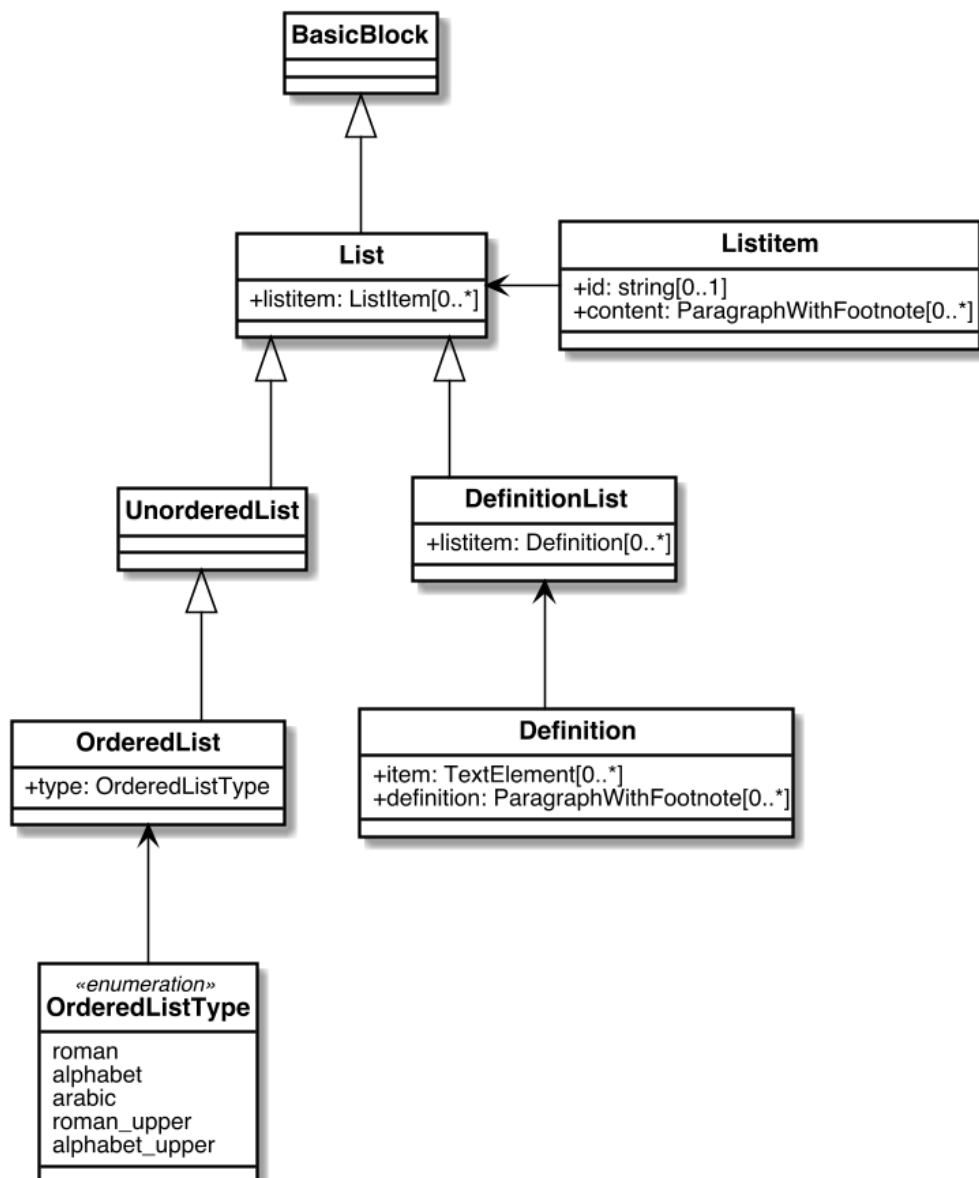 BasicBlock
List
+listitem: ListItem[0..*]
Listitem
+id: string[0..1]
+content: ParagraphWithFootnote[0..*]
UnorderedList
DefinitionList
+listitem: Definition[0..*]
OrderedList
+type: OrderedListType
Definition
+item: TextElement[0..*]
+definition: ParagraphWithFootnote[0..*]
«enumeration»
OrderedListType
roman
alphabet
arabic
roman_upper
alphabet_upper